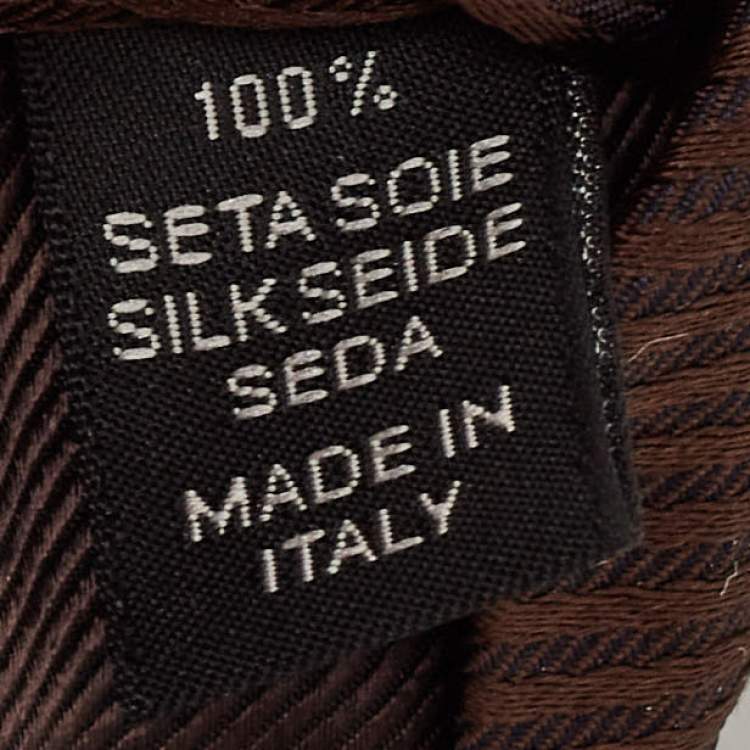 100%
SETA SOIE
SILK SEIDE
SEDA
MADE IN
ITALY